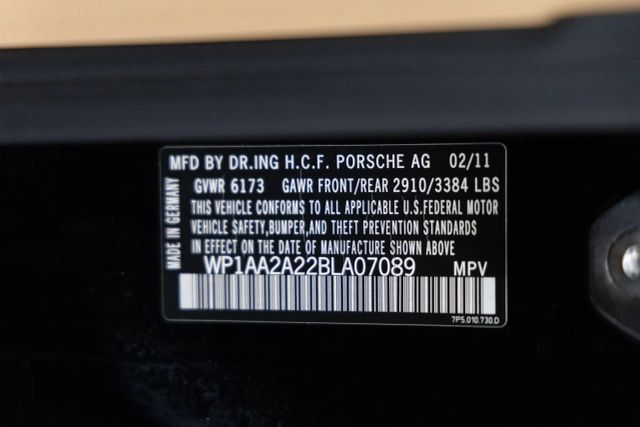 MFD BY DR.ING H.C.F. PORSCHE AG 02/11
GVWR 6173 GAWR FRONT/REAR 2910/3384 LBS
THIS VEHICLE CONFORMS TO ALL APPLICABLE U.S.FEDERAL MOTOR
VEHICLE SAFETY,BUMPER,AND THEFT PREVENTION STANDARDS
IN EFFECT ON THE DATE OF MANUFACTURE SHOWN ABOVE
MADE IN GERMANY
WP1AA2A22BLA07089 MPV
7P5.010.730.D